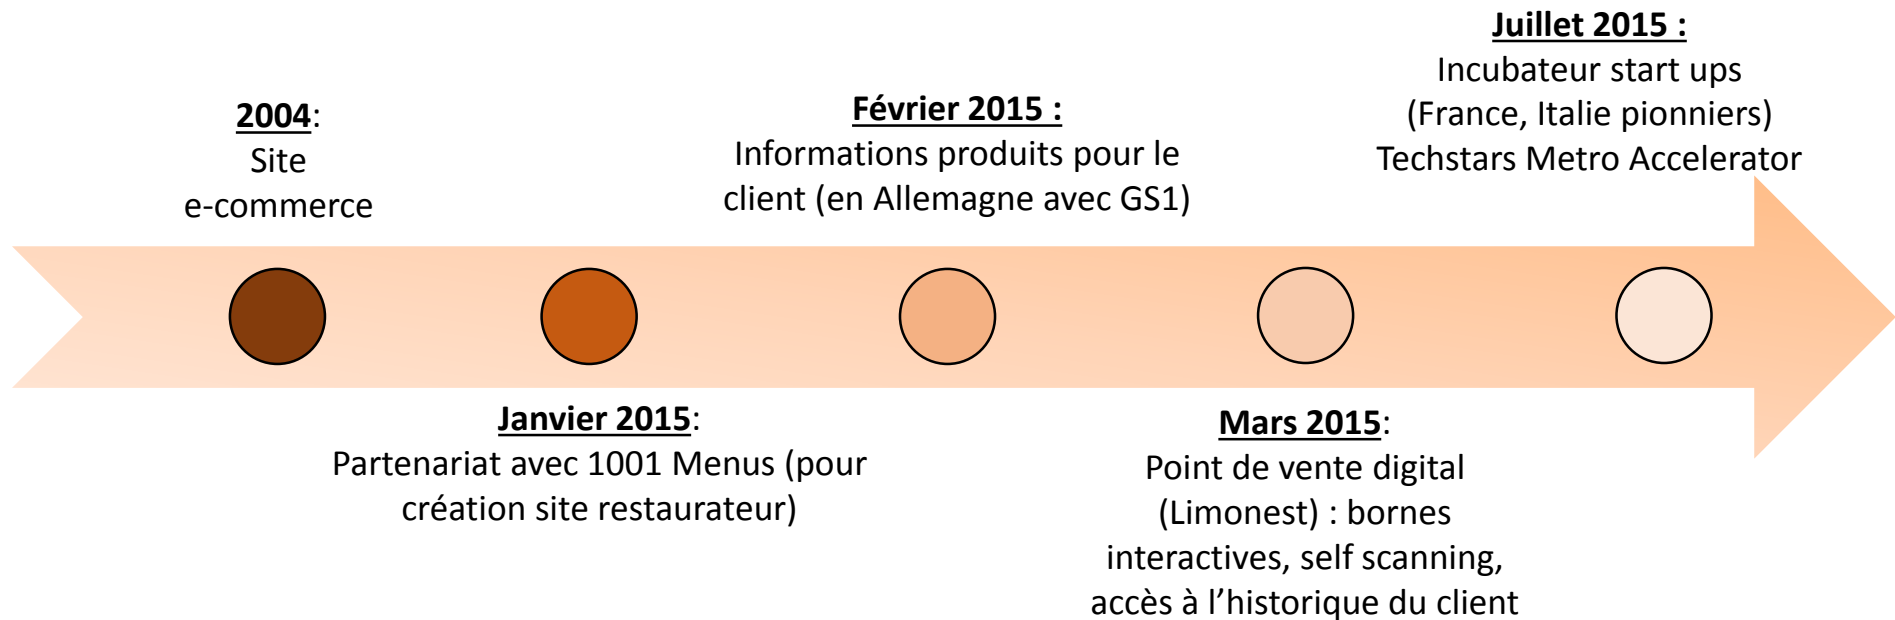 2004:
Site
e-commerce
Janvier 2015:
Partenariat avec 1001 Menus (pour
création site restaurateur)
Février 2015 :
Informations produits pour le
client (en Allemagne avec GS1)
Mars 2015:
Point de vente digital
(Limonest) : bornes
interactives, self scanning,
accès à l’historique du client
Juillet 2015 :
Incubateur start ups
(France, Italie pionniers)
Techstars Metro Accelerator